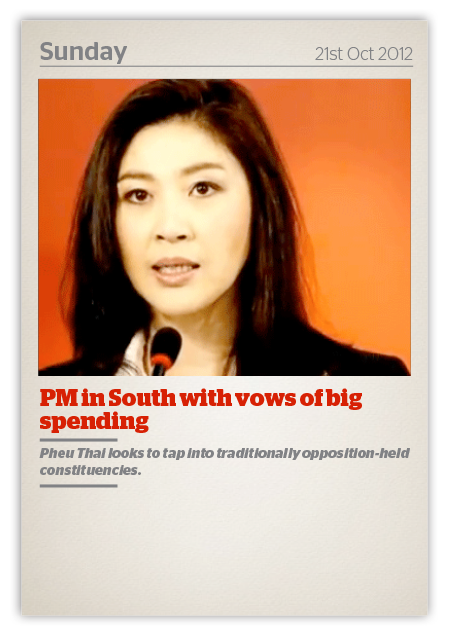 Sunday
21st Oct 2012
PM in South with vows of big
spending
Pheu Thai looks to tap into traditionally opposition-held
constituencies.